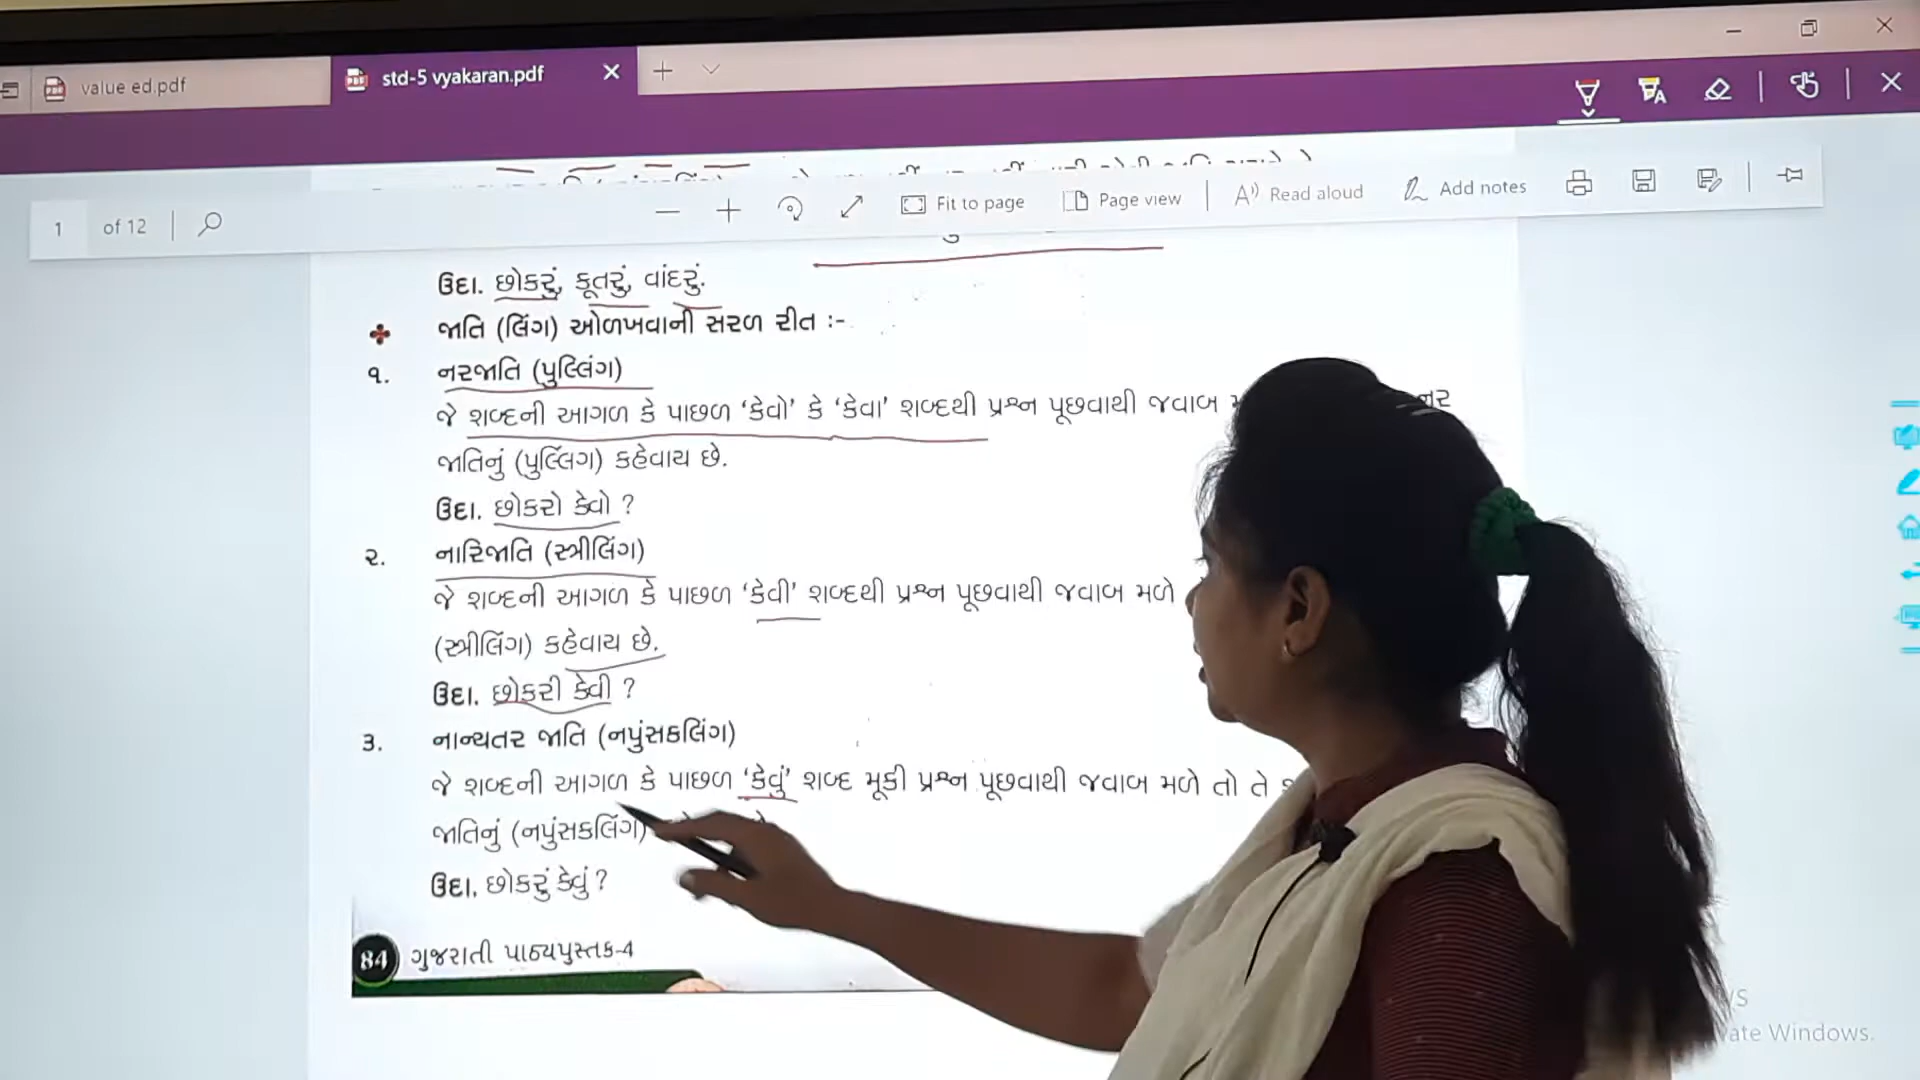 value ed.pdf
std-5 vyakaran.pdf
1 of 12
Fit to page
Page view
Read aloud
Add notes
ઉદા. છોકરું, કૂતરું, વાંદરું.
જાતિ (લિંગ) ઓળખવાની સરળ રીત :-
૧. નરજાતિ (પુલ્લિંગ)
જે શબ્દની આગળ કે પાછળ ‘કેવો’ કે ‘કેવા’ શબ્દથી પ્રશ્ન પૂછવાથી જવાબ નર
જાતિનું (પુલ્લિંગ) કહેવાય છે.
ઉદા. છોકરો કેવો ?
૨. નારિજાતિ (સ્ત્રીલિંગ)
જે શબ્દની આગળ કે પાછળ ‘કેવી’ શબ્દથી પ્રશ્ન પૂછવાથી જવાબ મળે
(સ્ત્રીલિંગ) કહેવાય છે.
ઉદા. છોકરી કેવી ?
૩. નાન્યતર જાતિ (નપુંસકલિંગ)
જે શબ્દની આગળ કે પાછળ ‘કેવું’ શબ્દ મૂકી પ્રશ્ન પૂછવાથી જવાબ મળે તો તે
જાતિનું (નપુંસકલિંગ)
ઉદા. છોકરું કેવું ?
84 ગુજરાતી પાઠ્યપુસ્તક-4
Windows.